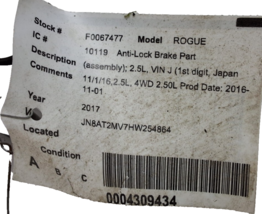 Stock # F0067477 Model ROGUE
IC # 10119 Anti-Lock Brake Part
Description (assembly); 2.5L, VIN J (1st digit, Japan
Comments 11/1/16,2.5L, 4WD 2.50L Prod Date: 2016-
11-01
Year 2017
JN8AT2MV7HW254864
Located
Condition
A B C
0004309434